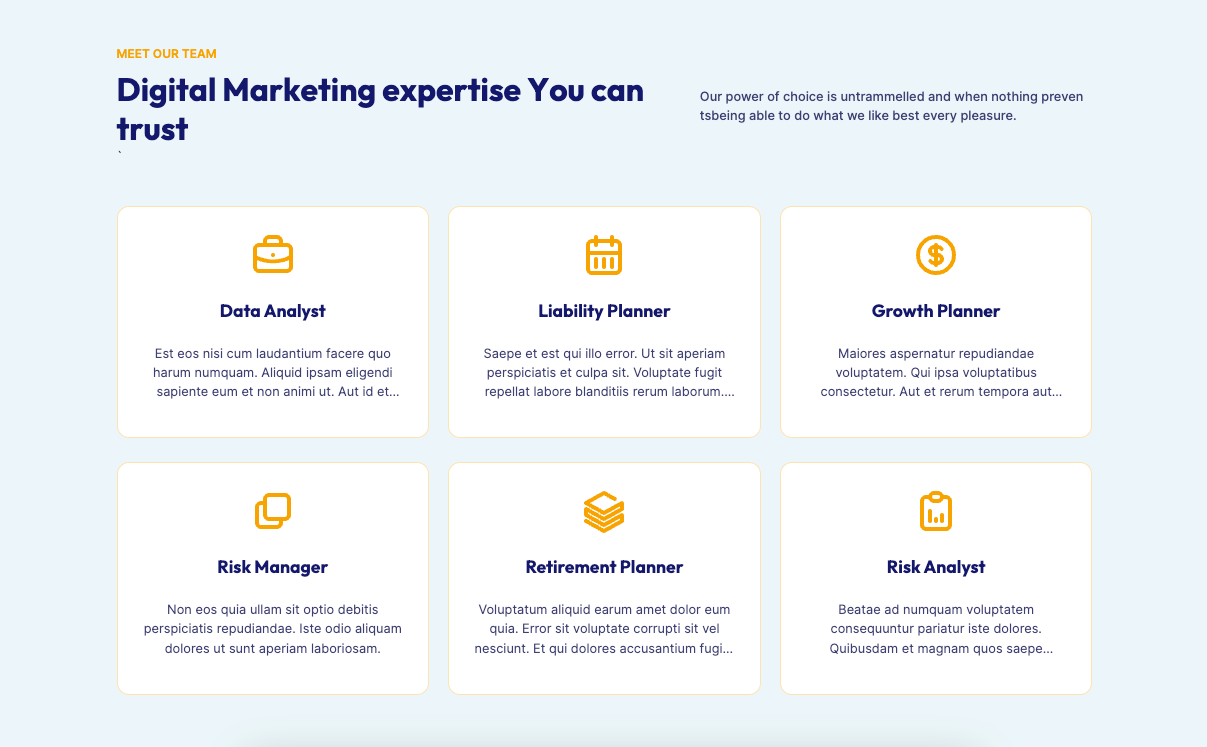 MEET OUR TEAM
Digital Marketing expertise You can
trust
`
Our power of choice is untrammelled and when nothing preven
tsbeing able to do what we like best every pleasure.
Data Analyst
Est eos nisi cum laudantium facere quo
harum numquam. Aliquid ipsam eligendi
sapiente eum et non animi ut. Aut id et...
Liability Planner
Saepe et est qui illo error. Ut sit aperiam
perspiciatis et culpa sit. Voluptate fugit
repellat labore blanditiis rerum laborum....
Growth Planner
Maiores aspernatur repudiandae
voluptatem. Qui ipsa voluptatibus
consectetur. Aut et rerum tempora aut...
Risk Manager
Non eos quia ullam sit optio debitis
perspiciatis repudiandae. Iste odio aliquam
dolores ut sunt aperiam laboriosam.
Retirement Planner
Voluptatum aliquid earum amet dolor eum
quia. Error sit voluptate corrupti sit vel
nesciunt. Et qui dolores accusantium fugi...
Risk Analyst
Beatae ad numquam voluptatem
consequuntur pariatur iste dolores.
Quibusdam et magnam quos saepe...